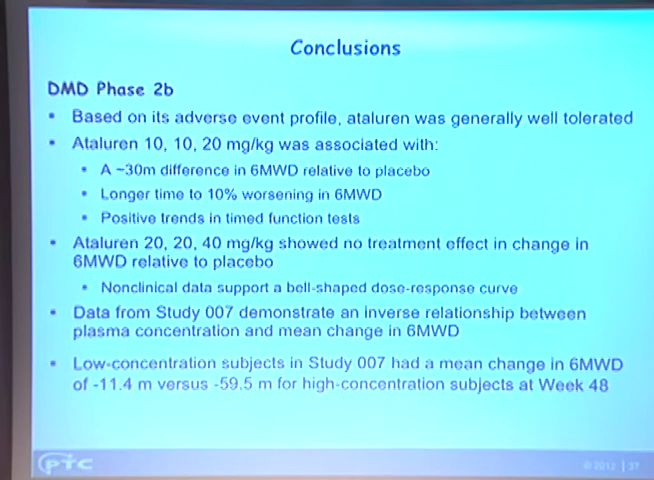 Conclusions
DMD Phase 2b
• Based on its adverse event profile, ataluren was generally well tolerated
• Ataluren 10, 10, 20 mg/kg was associated with:
• A ~30m difference in 6MWD relative to placebo
• Longer time to 10% worsening in 6MWD
• Positive trends in timed function tests
• Ataluren 20, 20, 40 mg/kg showed no treatment effect in change in
6MWD relative to placebo
• Nonclinical data support a bell-shaped dose-response curve
• Data from Study 007 demonstrate an inverse relationship between
plasma concentration and mean change in 6MWD
• Low-concentration subjects in Study 007 had a mean change in 6MWD
of -11.4 m versus -59.5 m for high-concentration subjects at Week 48
PTC
© 2012 | 37